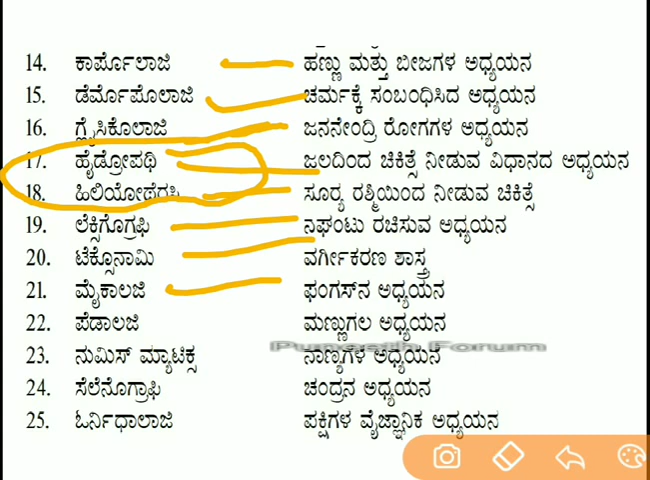 14. ಕಾರ್ಪೊಲಾಜಿ ಹಣ್ಣು ಮತ್ತು ಬೀಜಗಳ ಅಧ್ಯಯನ
15. ಡೆರ್ಮೊಪೊಲಾಜಿ ಚರ್ಮಕ್ಕೆ ಸಂಬಂಧಿಸಿದ ಅಧ್ಯಯನ
16. ಗ್ಲೈಸಿಕೊಲಾಜಿ ಜನನೇಂದ್ರಿ ರೋಗಗಳ ಅಧ್ಯಯನ
17. ಹೈಡ್ರೋಪಥಿ ಜಲದಿಂದ ಚಿಕಿತ್ಸೆ ನೀಡುವ ವಿಧಾನದ ಅಧ್ಯಯನ
18. ಹಿಲಿಯೋಥೆರಪಿ ಸೂರ್‍ಯ ರಶ್ಮಿಯಿಂದ ನೀಡುವ ಚಿಕಿತ್ಸೆ
19. ಲೆಕ್ಸಿಗೊಗ್ರಫಿ ನಿಘಂಟು ರಚಿಸುವ ಅಧ್ಯಯನ
20. ಟೆಕ್ಸೊನಾಮಿ ವರ್ಗೀಕರಣ ಶಾಸ್ತ್ರ
21. ಮೈಕಾಲಜಿ ಫಂಗಸ್‌ನ ಅಧ್ಯಯನ
22. ಪೆಡಾಲಜಿ ಮಣ್ಣುಗಲ ಅಧ್ಯಯನ
Forum
23. ನುಮಿಸ್ ಮ್ಯಾಟಿಕ್ಸ ನಾಣ್ಯಗಳ ಅಧ್ಯಯನ
24. ಸೆಲೆನೊಗ್ರಾಫಿ ಚಂದ್ರನ ಅಧ್ಯಯನ
25. ಓರ್ನಿಥಾಲಾಜಿ ಪಕ್ಷಿಗಳ ವೈಜ್ಞಾನಿಕ ಅಧ್ಯಯನ